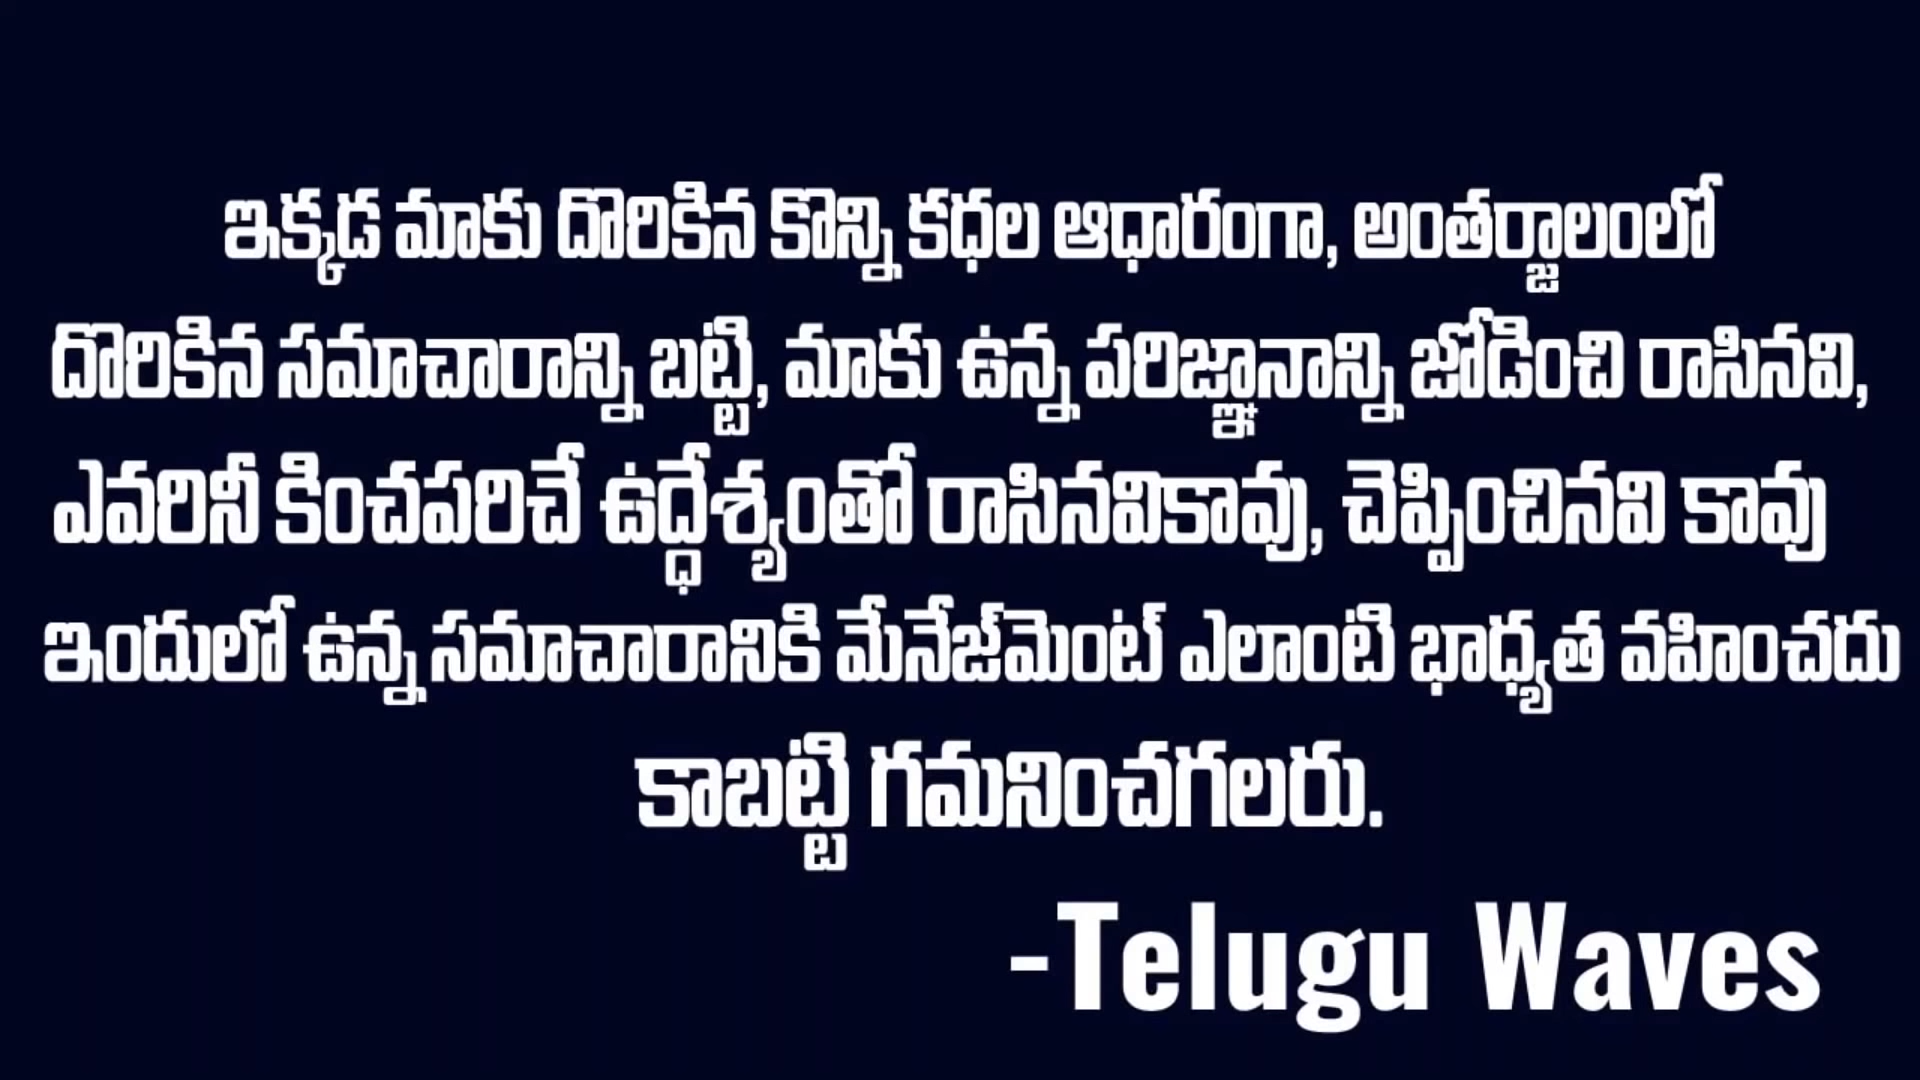 ఇక్కడ మాకు దొరికిన కొన్ని కధల ఆధారంగా, అంతర్జాలంలో
దొరికిన సమాచారాన్ని బట్టి, మాకు ఉన్న పరిజ్ఞానాన్ని జోడించి రాసినవి,
ఎవరినీ కించపరిచే ఉద్ధేశ్యంతో రాసినవికావు, చెప్పించినవి కావు
ఇందులో ఉన్న సమాచారానికి మేనేజ్‌మెంట్ ఎలాంటి భాధ్యత వహించదు
కాబట్టి గమనించగలరు.
-Telugu Waves